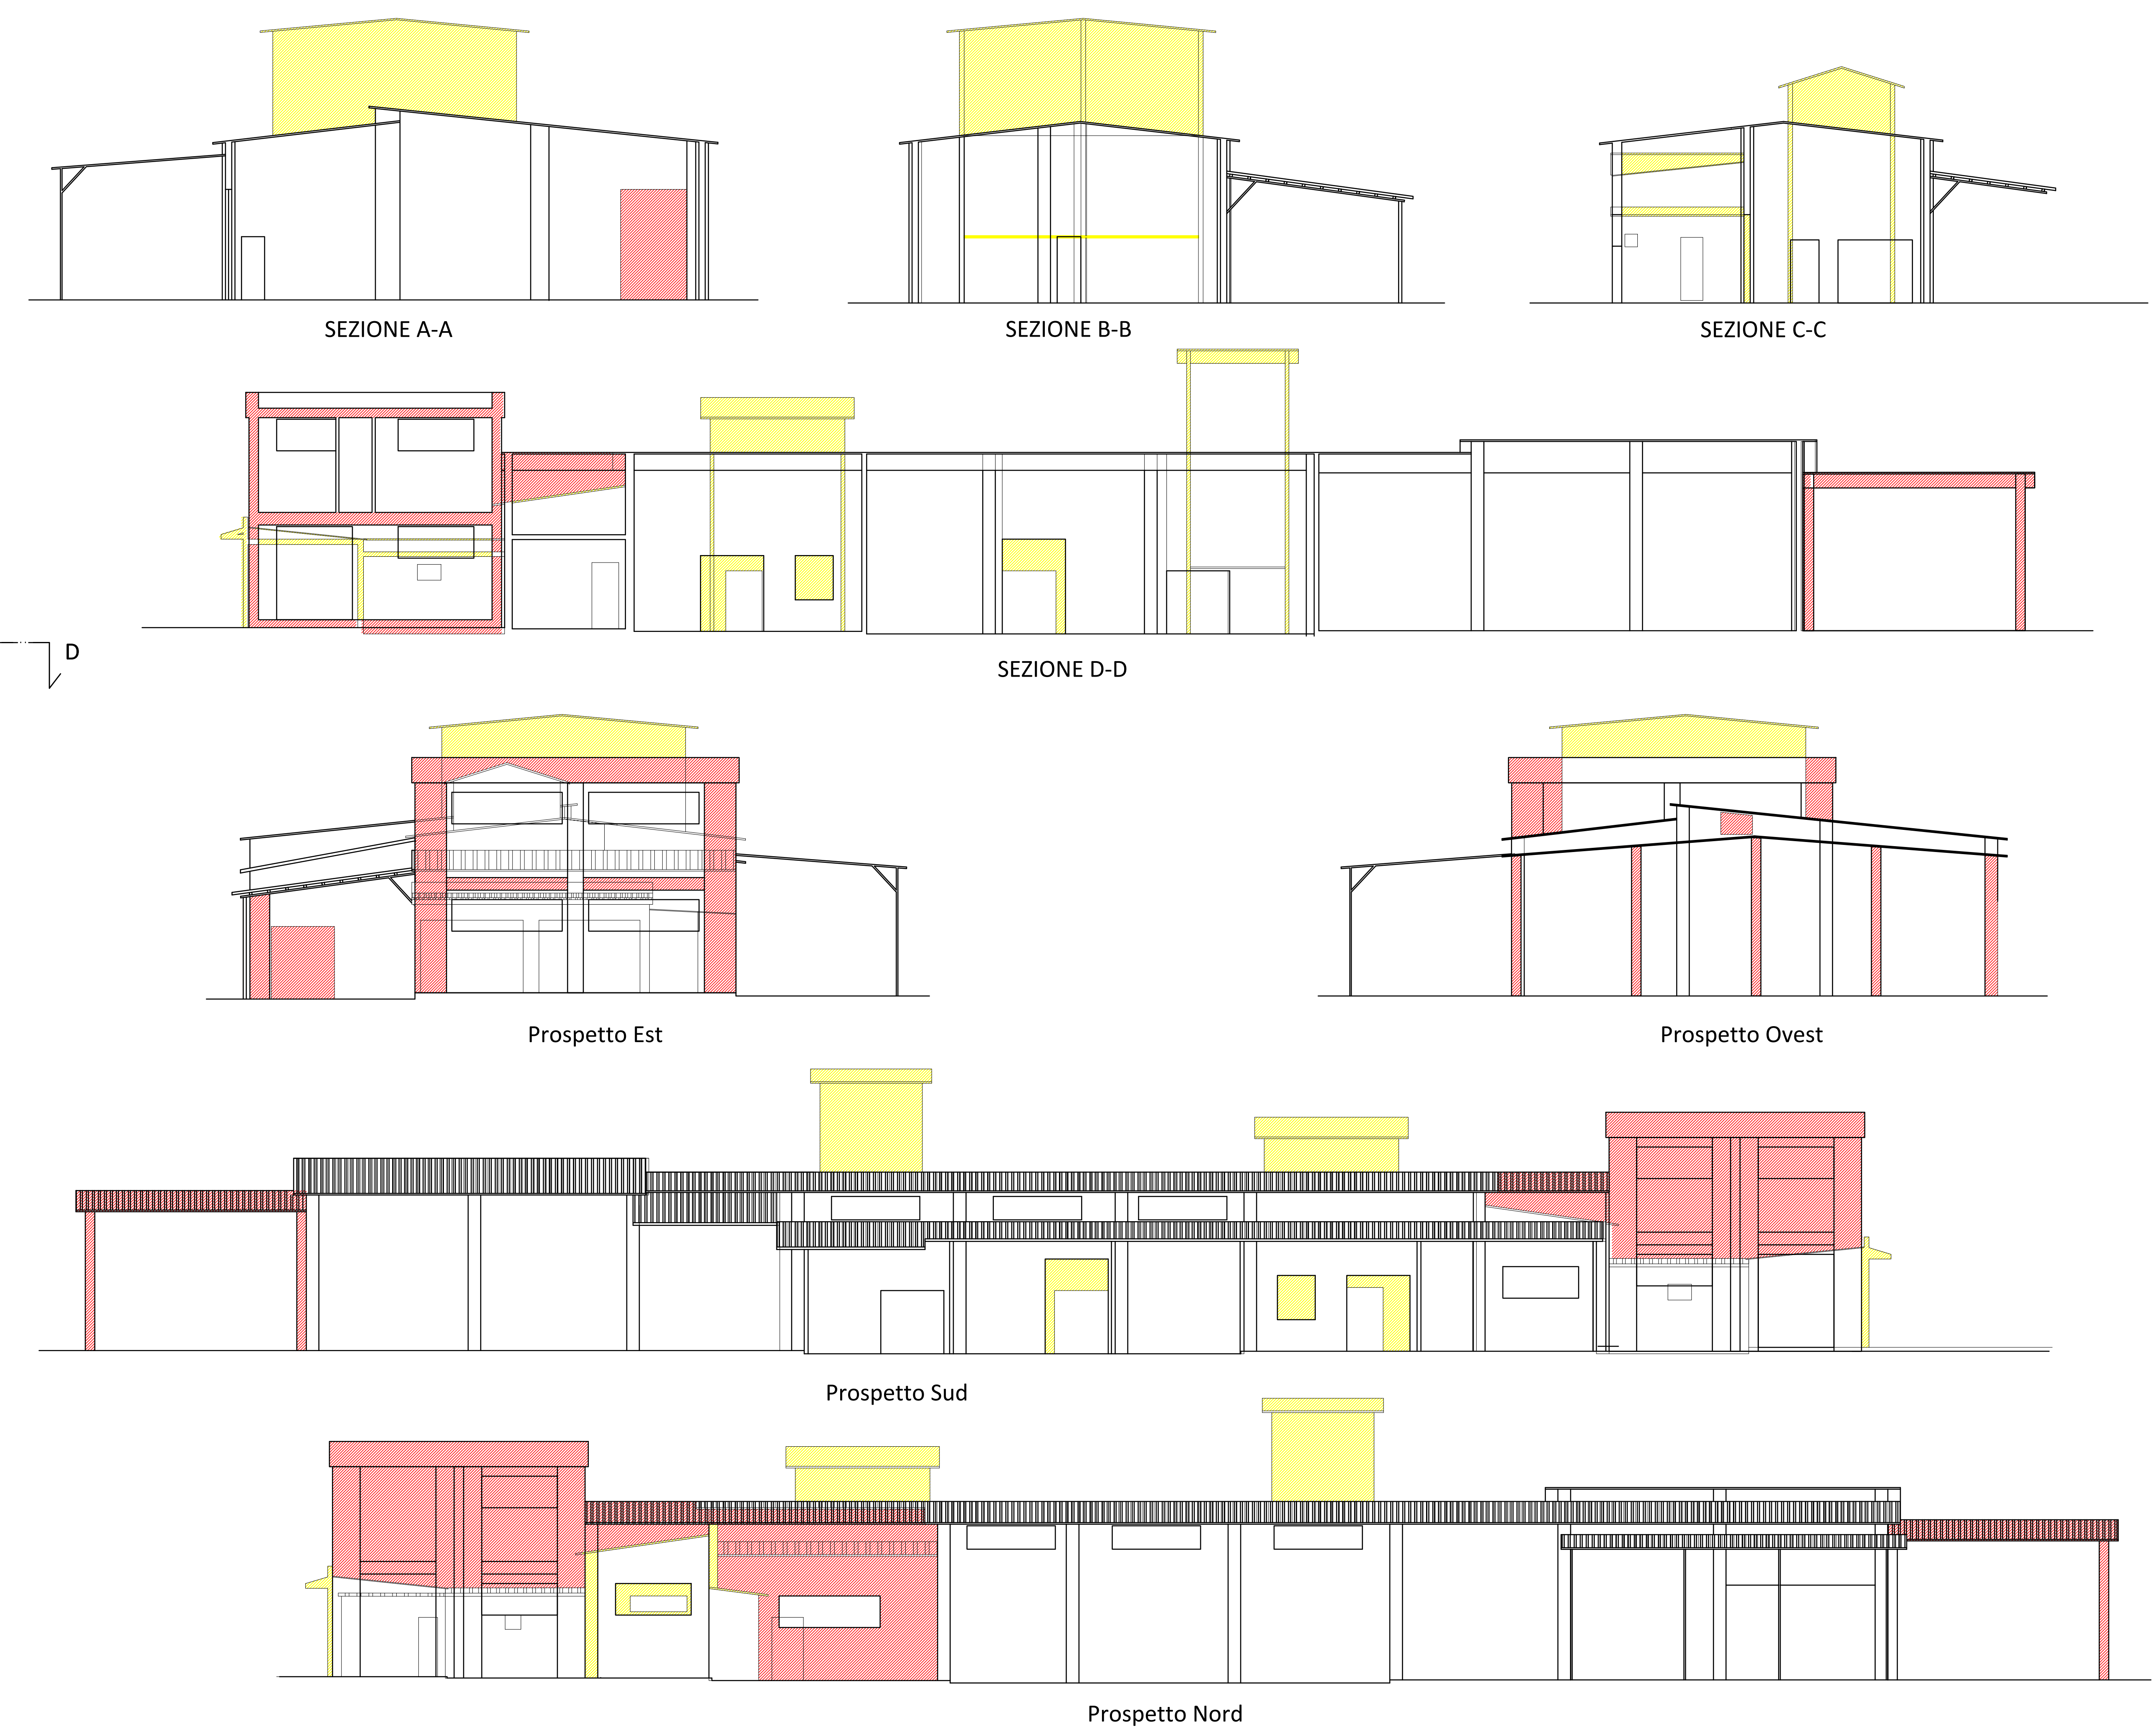 SEZIONE A-A
SEZIONE B-B
SEZIONE C-C
D
SEZIONE D-D
Prospetto Est
Prospetto Ovest
Prospetto Sud
Prospetto Nord